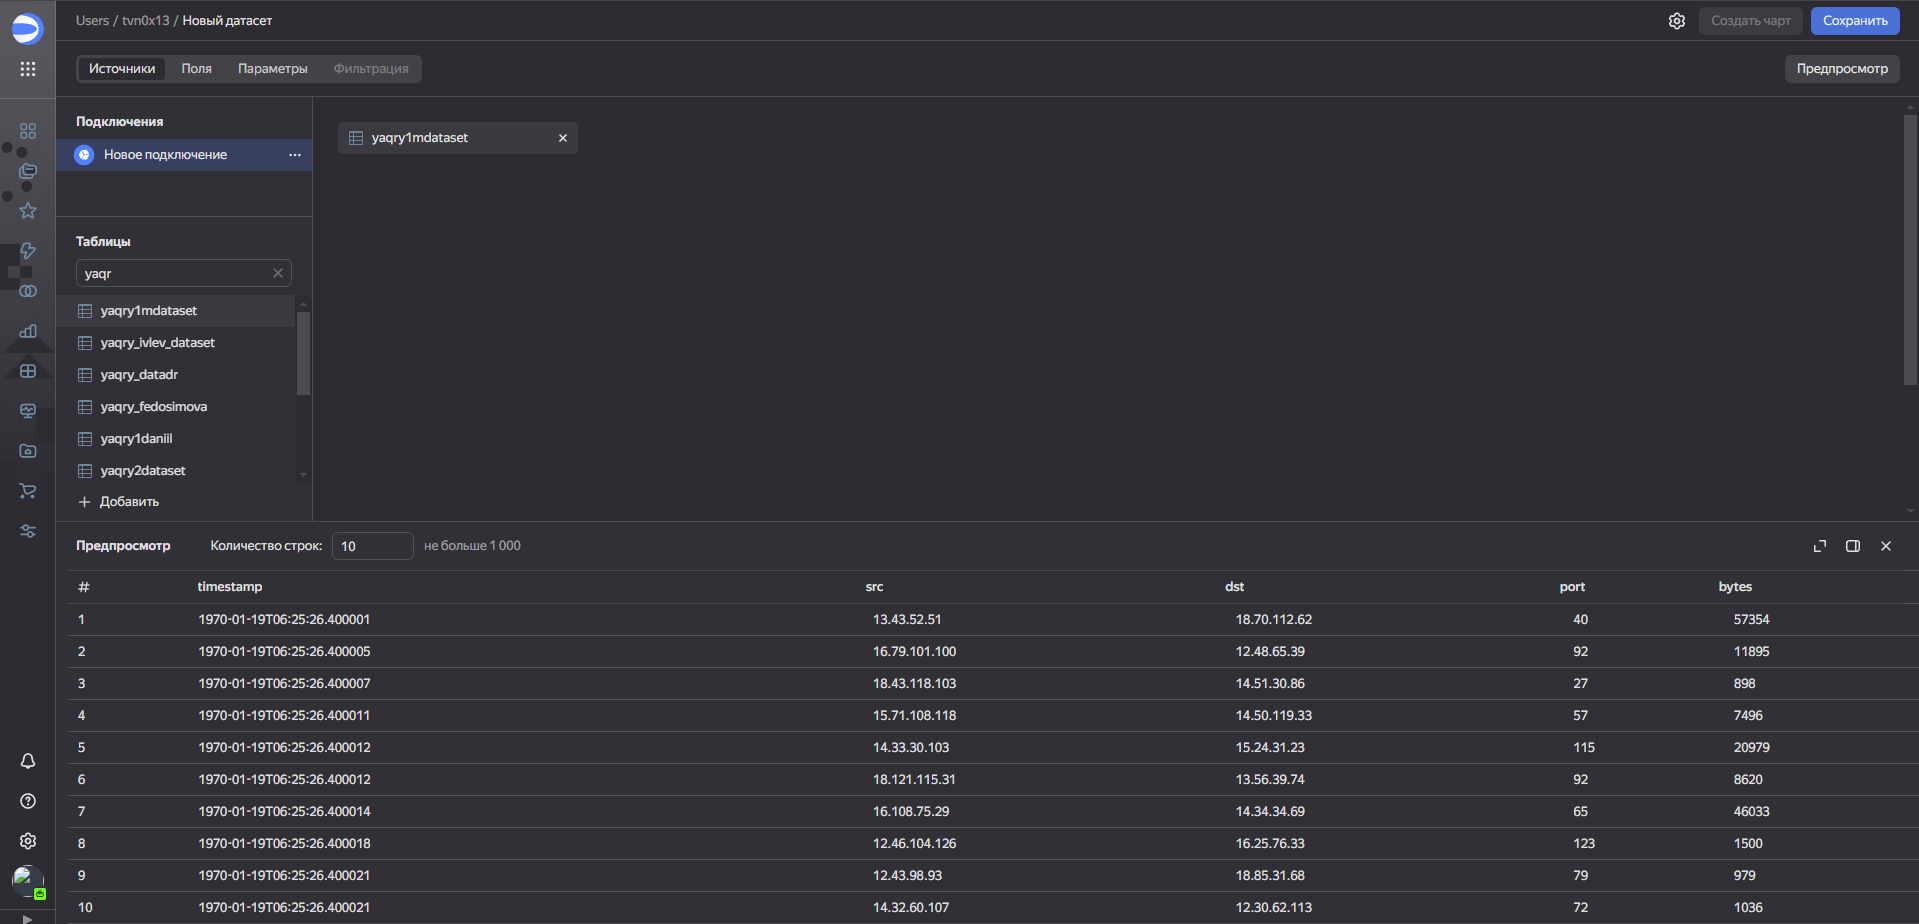 Users / tvn0x13 / Новый датасет
Создать чарт
Сохранить
Источники Поля Параметры Фильтрация
Предпросмотр
Подключения
Новое подключение
yaqry1mdataset
Таблицы
yaqr
yaqry1mdataset
yaqry_ivlev_dataset
yaqry_datadr
yaqry_fedosimova
yaqry1daniil
yaqry2dataset
Добавить
Предпросмотр Количество строк: 10 не больше 1 000
# timestamp src dst port bytes
1 1970-01-19T06:25:26.400001 13.43.52.51 18.70.112.62 40 57354
2 1970-01-19T06:25:26.400005 16.79.101.100 12.48.65.39 92 11895
3 1970-01-19T06:25:26.400007 18.43.118.103 14.51.30.86 27 898
4 1970-01-19T06:25:26.400011 15.71.108.118 14.50.119.33 57 7496
5 1970-01-19T06:25:26.400012 14.33.30.103 15.24.31.23 115 20979
6 1970-01-19T06:25:26.400012 18.121.115.31 13.56.39.74 92 8620
7 1970-01-19T06:25:26.400014 16.108.75.29 14.34.34.69 65 46033
8 1970-01-19T06:25:26.400018 12.46.104.126 16.25.76.33 123 1500
9 1970-01-19T06:25:26.400021 12.43.98.93 18.85.31.68 79 979
10 1970-01-19T06:25:26.400021 14.32.60.107 12.30.62.113 72 1036